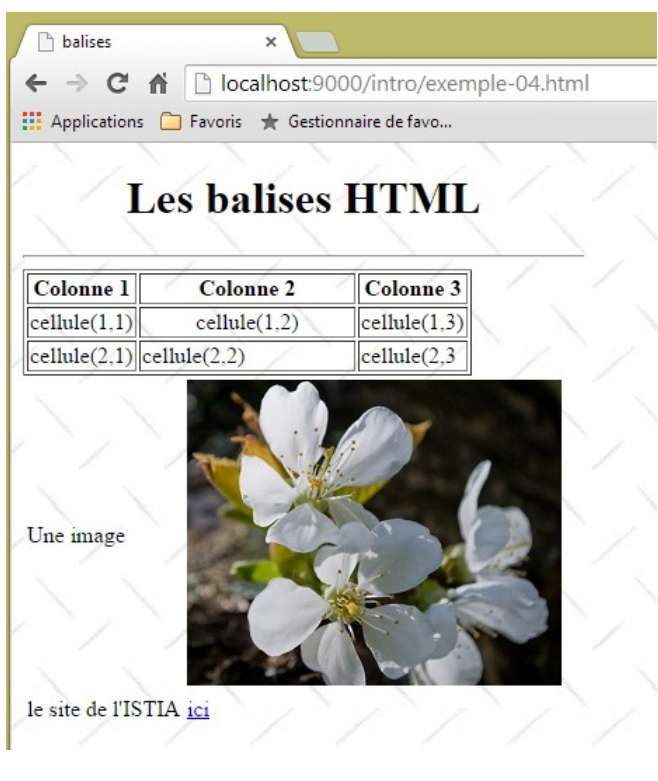 balises
localhost:9000/intro/exemple-04.html
Applications Favoris Gestionnaire de favo...
Les balises HTML
Colonne 1 Colonne 2 Colonne 3
cellule(1,1) cellule(1,2) cellule(1,3)
cellule(2,1) cellule(2,2) cellule(2,3
Une image
le site de l'ISTIA ici